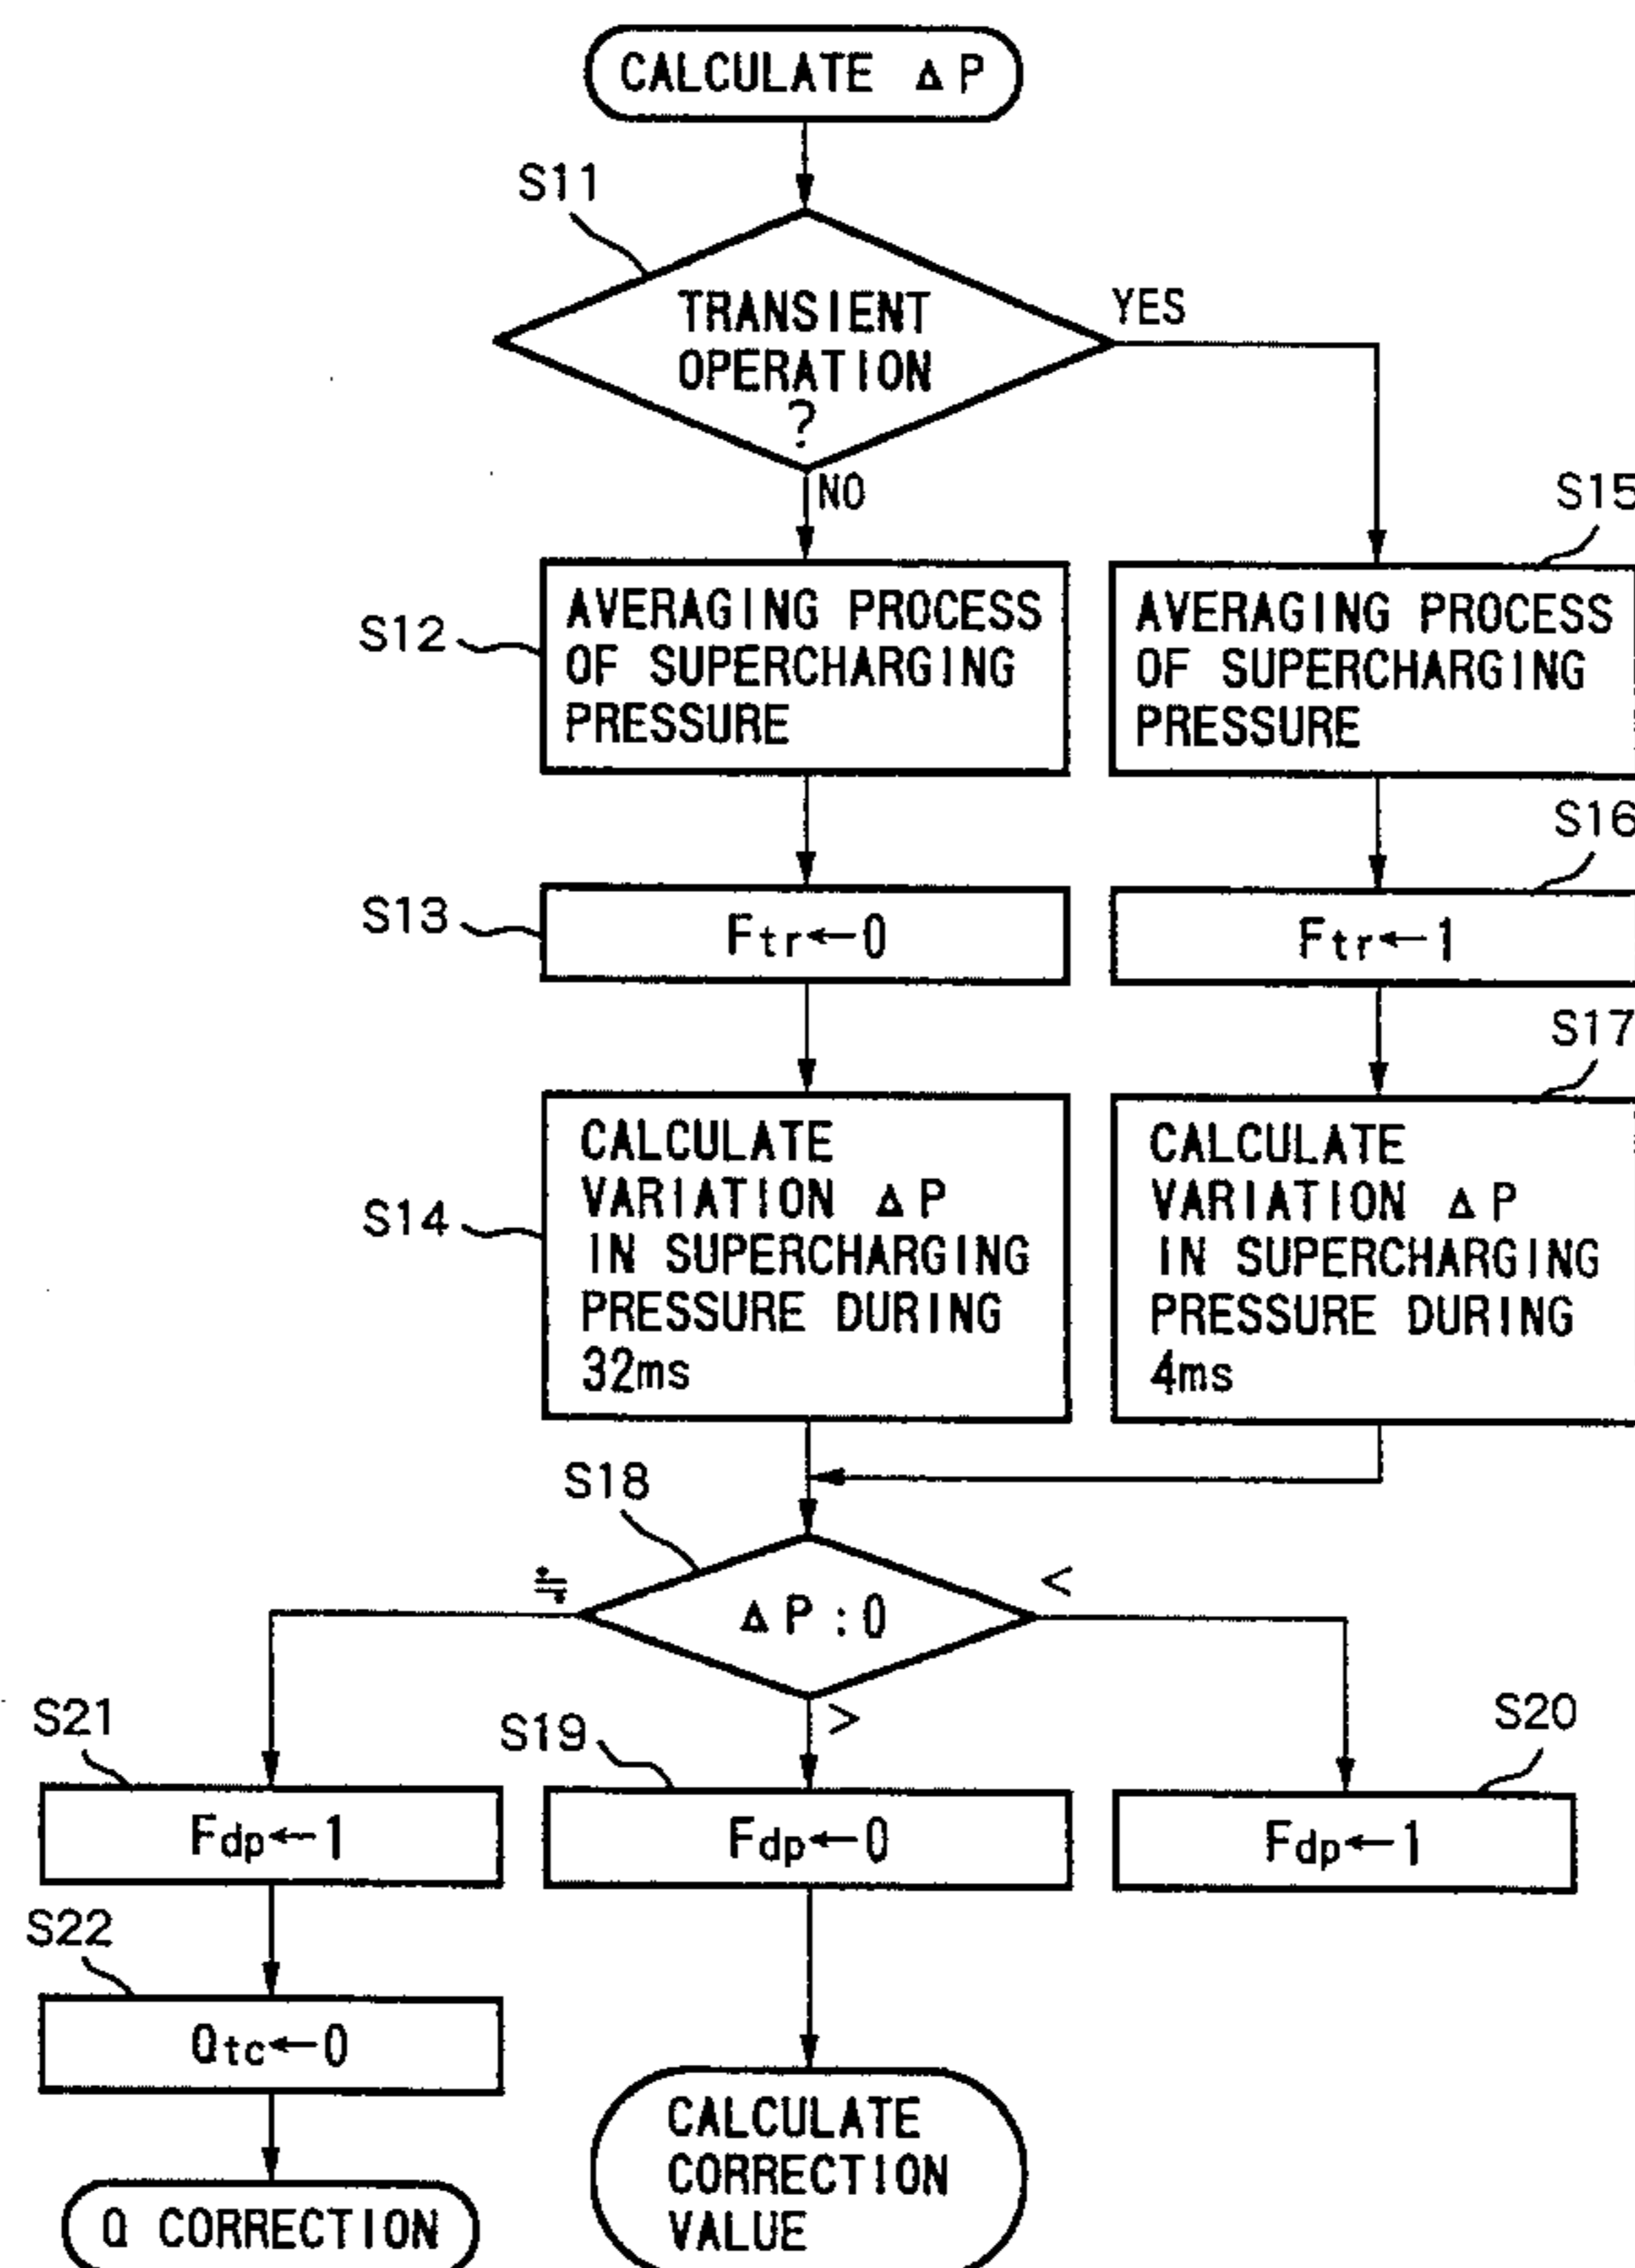 CALCULATE ΔP
S11
TRANSIENT
OPERATION
?
YES
NO
S15
S12
AVERAGING PROCESS
OF SUPERCHARGING
PRESSURE
AVERAGING PROCESS
OF SUPERCHARGING
PRESSURE
S16
S13
Ftr←0
Ftr←1
S17
S14
CALCULATE
VARIATION ΔP
IN SUPERCHARGING
PRESSURE DURING
32ms
CALCULATE
VARIATION ΔP
IN SUPERCHARGING
PRESSURE DURING
4ms
S18
≒
<
ΔP:0
>
S21
S19
S20
Fdp←1
Fdp←0
Fdp←1
S22
Qtc←0
CALCULATE
CORRECTION
VALUE
Q CORRECTION